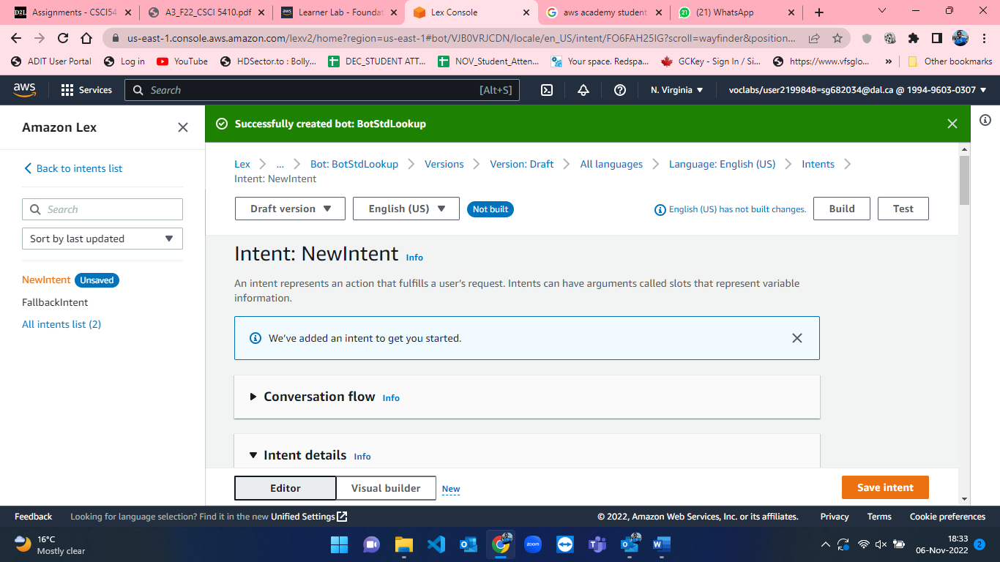 D2L Assignments - CSCI54
A3_F22_CSCI 5410.pdf
aws Learner Lab - Foundat
Lex Console
aws academy student
(21) WhatsApp
us-east-1.console.aws.amazon.com/lexv2/home?region=us-east-1#bot/VJB0VRJCDN/locale/en_US/intent/FO6FAH25IG?scroll=wayfinder&position...
ADIT User Portal
Log in
YouTube
HDSector.to : Bolly...
DEC_STUDENT ATT...
NOV_Student_Atten...
Your space. Redspa...
GCKey - Sign In / Si...
https://www.vfsglo...
»
Other bookmarks
aws
Services
Search [Alt+S]
N. Virginia
voclabs/user2199848=sg682034@dal.ca @ 1994-9603-0307
Amazon Lex
Successfully created bot: BotStdLookup
Back to intents list
Search
Sort by last updated
NewIntent Unsaved
FallbackIntent
All intents list (2)
Lex ... Bot: BotStdLookup Versions Version: Draft All languages Language: English (US) Intents
Intent: NewIntent
Draft version English (US) Not built English (US) has not built changes. Build Test
Intent: NewIntent Info
An intent represents an action that fulfills a user's request. Intents can have arguments called slots that represent variable
information.
We've added an intent to get you started.
Conversation flow Info
Intent details Info
Editor Visual builder New Save intent
Feedback Looking for language selection? Find it in the new Unified Settings © 2022, Amazon Web Services, Inc. or its affiliates. Privacy Terms Cookie preferences
16°C
Mostly clear
zoom
18:33
06-Nov-2022 2